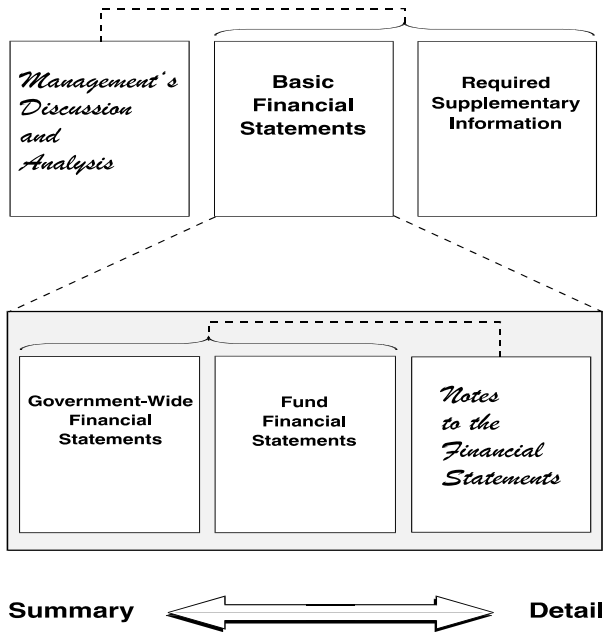 Management's
Discussion
and
Analysis
Basic
Financial
Statements
Required
Supplementary
Information
Government-Wide
Financial
Statements
Fund
Financial
Statements
Notes
to the
Financial
Statements
Summary
Detail